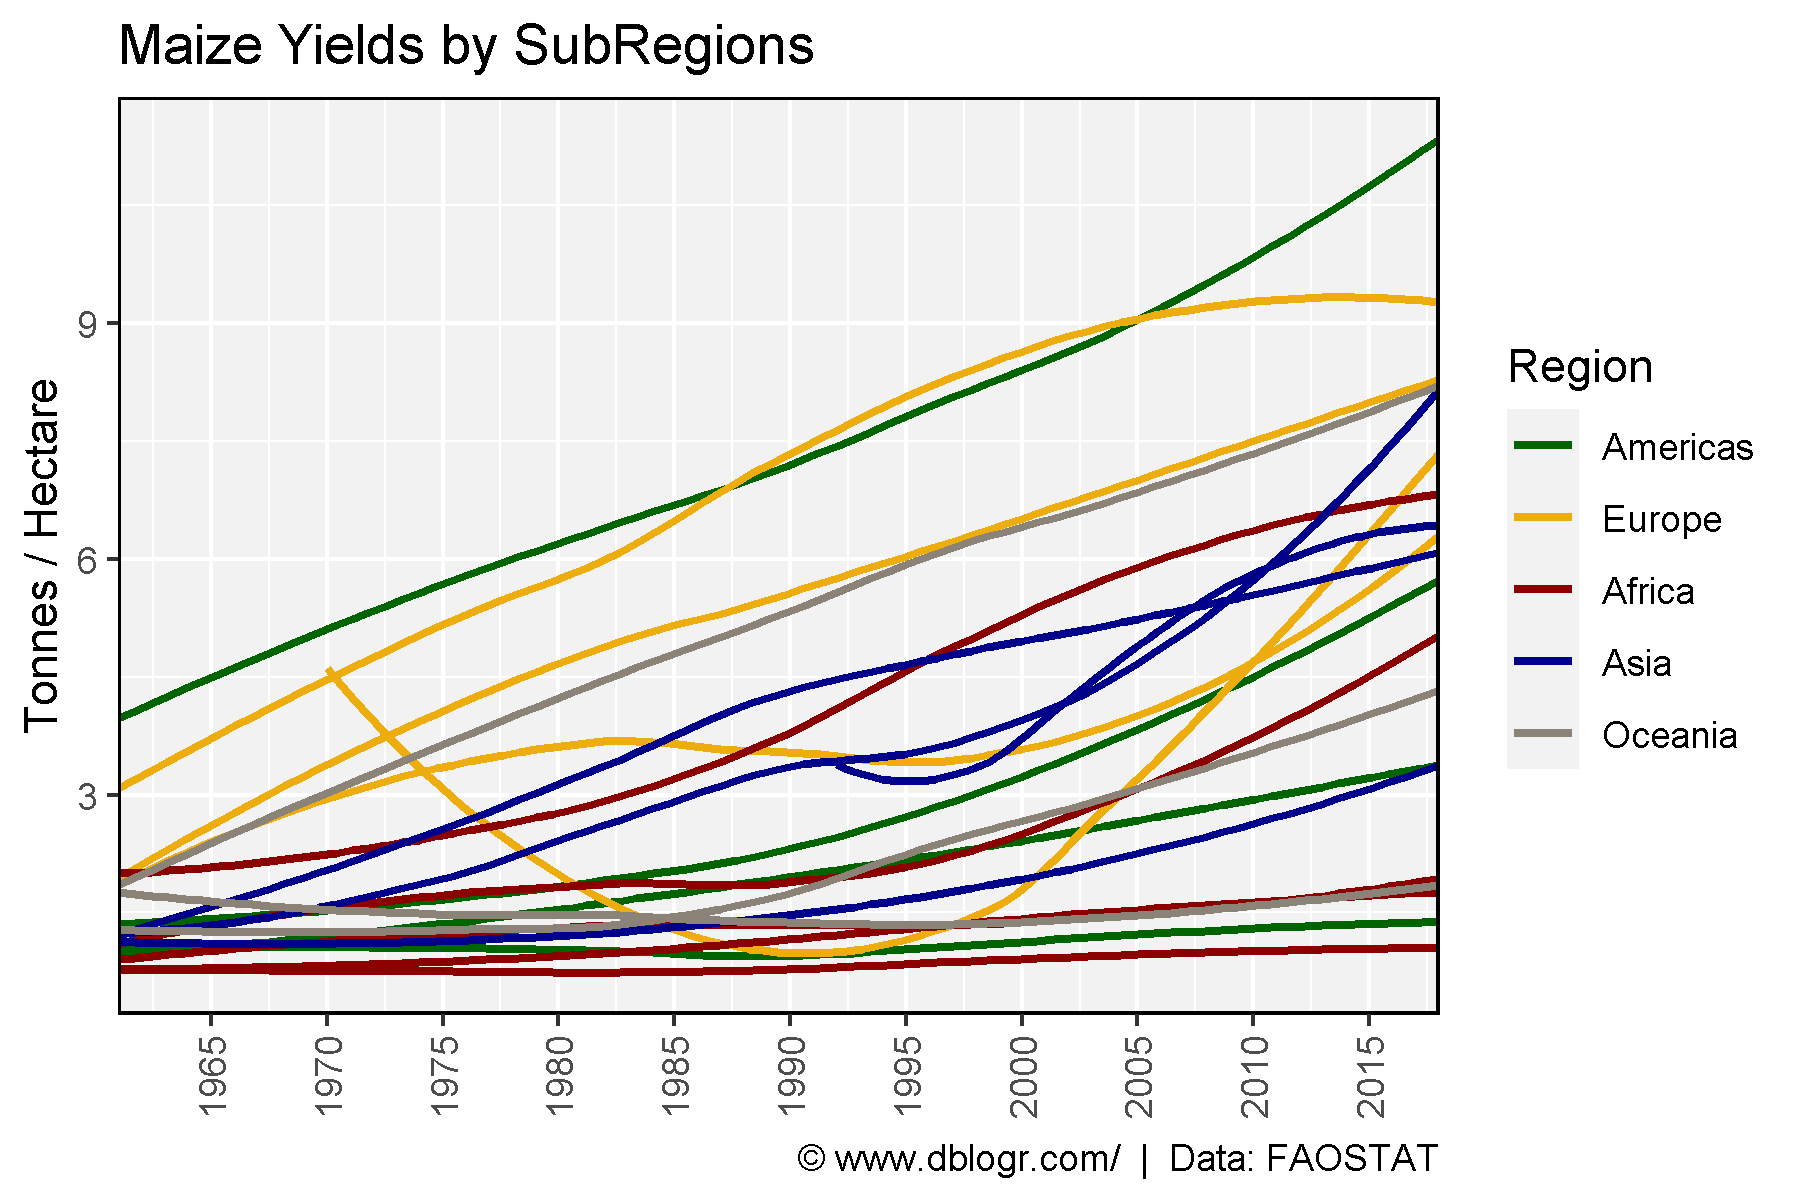 Maize Yields by SubRegions
Tonnes / Hectare
9
6
3
1965
1970
1975
1980
1985
1990
1995
2000
2005
2010
2015
Region
Americas
Europe
Africa
Asia
Oceania
© www.dblogr.com/ | Data: FAOSTAT